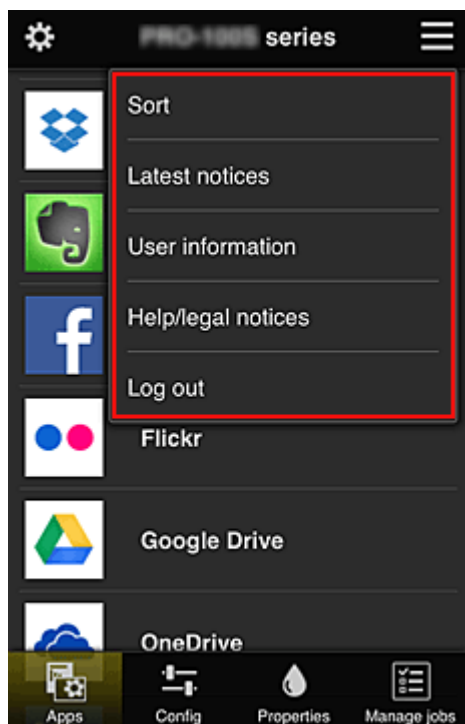 series
Sort
Latest notices
User information
Help/legal notices
Log out
Flickr
Google Drive
OneDrive
Apps
Config
Properties
Manage jobs